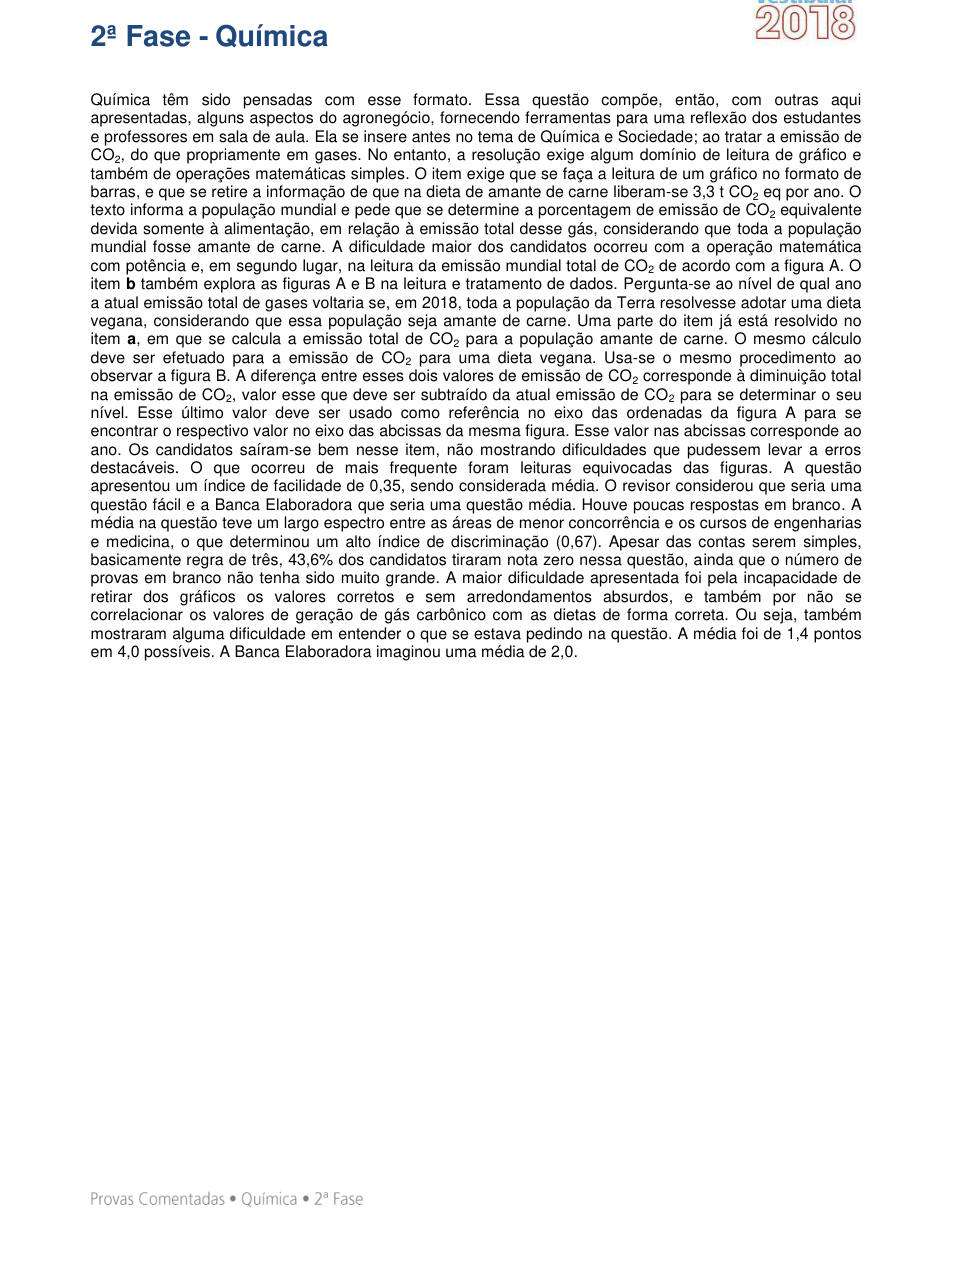 Vestibular
2018
2ª Fase - Química
Química têm sido pensadas com esse formato. Essa questão compõe, então, com outras aqui
apresentadas, alguns aspectos do agronegócio, fornecendo ferramentas para uma reflexão dos estudantes
e professores em sala de aula. Ela se insere antes no tema de Química e Sociedade; ao tratar a emissão de
CO₂, do que propriamente em gases. No entanto, a resolução exige algum domínio de leitura de gráfico e
também de operações matemáticas simples. O item exige que se faça a leitura de um gráfico no formato de
barras, e que se retire a informação de que na dieta de amante de carne liberam-se 3,3 t CO₂ eq por ano. O
texto informa a população mundial e pede que se determine a porcentagem de emissão de CO₂ equivalente
devida somente à alimentação, em relação à emissão total desse gás, considerando que toda a população
mundial fosse amante de carne. A dificuldade maior dos candidatos ocorreu com a operação matemática
com potência e, em segundo lugar, na leitura da emissão mundial total de CO₂ de acordo com a figura A. O
item b também explora as figuras A e B na leitura e tratamento de dados. Pergunta-se ao nível de qual ano
a atual emissão total de gases voltaria se, em 2018, toda a população da Terra resolvesse adotar uma dieta
vegana, considerando que essa população seja amante de carne. Uma parte do item já está resolvido no
item a, em que se calcula a emissão total de CO₂ para a população amante de carne. O mesmo cálculo
deve ser efetuado para a emissão de CO₂ para uma dieta vegana. Usa-se o mesmo procedimento ao
observar a figura B. A diferença entre esses dois valores de emissão de CO₂ corresponde à diminuição total
na emissão de CO₂, valor esse que deve ser subtraído da atual emissão de CO₂ para se determinar o seu
nível. Esse último valor deve ser usado como referência no eixo das ordenadas da figura A para se
encontrar o respectivo valor no eixo das abcissas da mesma figura. Esse valor nas abcissas corresponde ao
ano. Os candidatos saíram-se bem nesse item, não mostrando dificuldades que pudessem levar a erros
destacáveis. O que ocorreu de mais frequente foram leituras equivocadas das figuras. A questão
apresentou um índice de facilidade de 0,35, sendo considerada média. O revisor considerou que seria uma
questão fácil e a Banca Elaboradora que seria uma questão média. Houve poucas respostas em branco. A
média na questão teve um largo espectro entre as áreas de menor concorrência e os cursos de engenharias
e medicina, o que determinou um alto índice de discriminação (0,67). Apesar das contas serem simples,
basicamente regra de três, 43,6% dos candidatos tiraram nota zero nessa questão, ainda que o número de
provas em branco não tenha sido muito grande. A maior dificuldade apresentada foi pela incapacidade de
retirar dos gráficos os valores corretos e sem arredondamentos absurdos, e também por não se
correlacionar os valores de geração de gás carbônico com as dietas de forma correta. Ou seja, também
mostraram alguma dificuldade em entender o que se estava pedindo na questão. A média foi de 1,4 pontos
em 4,0 possíveis. A Banca Elaboradora imaginou uma média de 2,0.
Provas Comentadas • Química • 2ª Fase